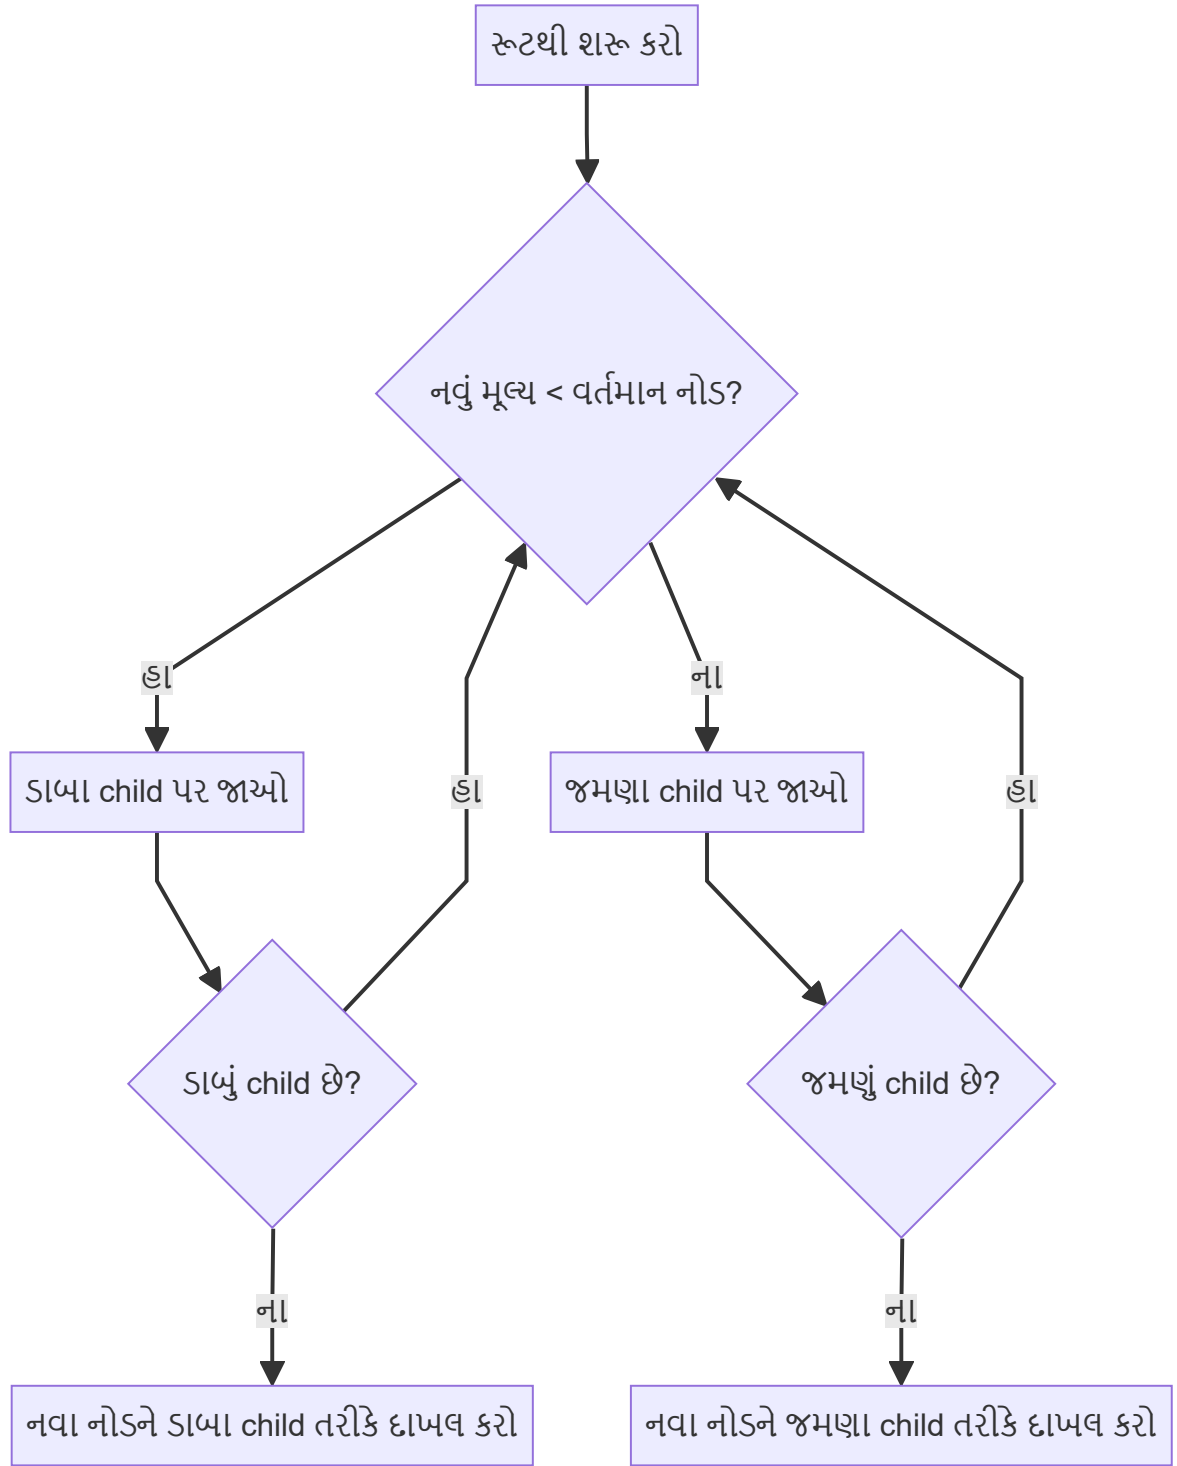 રૂટથી શરૂ કરો
નવું મૂલ્ય < વર્તમાન નોડ?
હા
ના
ડાબા child પર જાઓ
હા
જમણા child પર જાઓ
હા
ડાબું child છે?
જમણું child છે?
ના
ના
નવા નોડને ડાબા child તરીકે દાખલ કરો
નવા નોડને જમણા child તરીકે દાખલ કરો